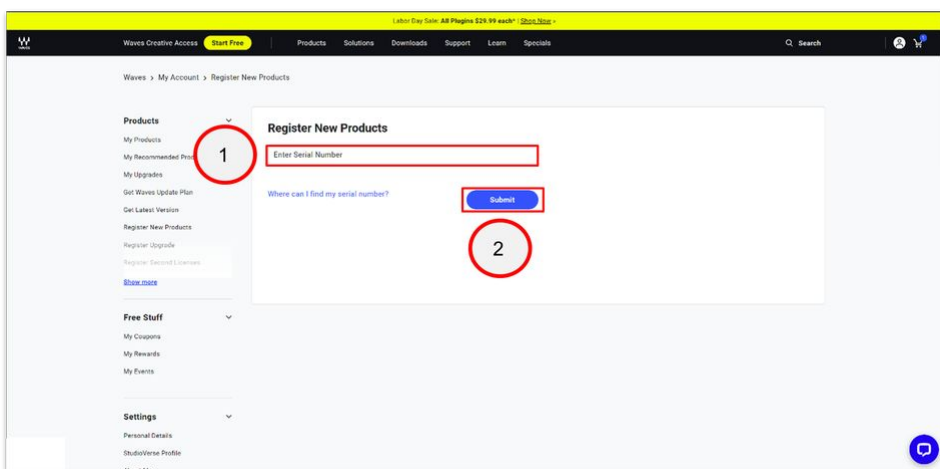 Labor Day Sale: All Plugins $29.99 each* | Shop Now »
WAVES
Waves Creative Access Start Free Products Solutions Downloads Support Learn Specials Search
Waves > My Account > Register New Products
Products
My Products
My Recommended Prod
My Upgrades
Get Waves Update Plan
Get Latest Version
Register New Products
Register Upgrade
Register Second Licenses
Show more
Free Stuff
My Coupons
My Rewards
My Events
Settings
Personal Details
StudioVerse Profile
Register New Products
1
Enter Serial Number
Where can I find my serial number?
Submit
2